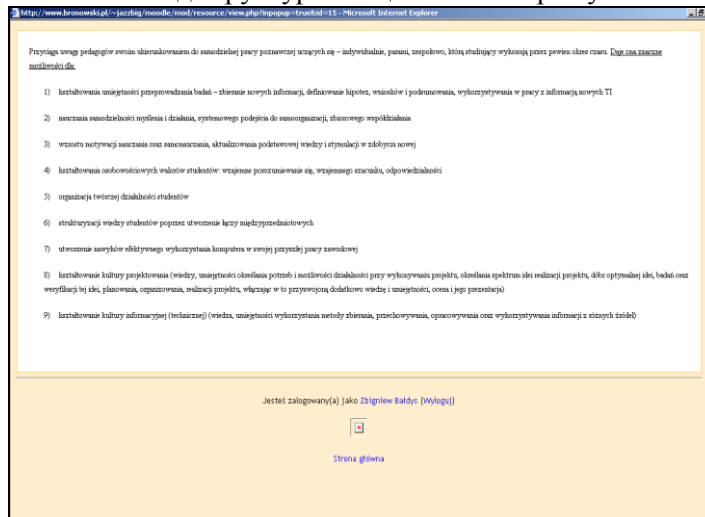 http://www.bronowski.pl/~jazzbig/moodle/mod/resource/view.php?inpopup=true&id=15 - Microsoft Internet Explorer
Przyciąga uwagę pedagogów swoim ukierunkowaniem do samodzielnej pracy poznawczej uczących się – indywidualnie, parami, zespołowo, którą studiujący wykonują przez pewien okres czasu. Daje ona znaczne
możliwości dla:
1) kształtowania umiejętności przeprowadzania badań – zbieranie nowych informacji, definiowanie hipotez, wniosków i podsumowania, wykorzystywania w pracy z informacją nowych TI
2) nauczania samodzielności myślenia i działania, systemowego podejścia do samoorganizacji, zbiorowego współdziałania
3) wzrostu motywacji nauczania oraz samonauczania, aktualizowania podstawowej wiedzy i stymulacji w zdobyciu nowej
4) kształtowania osobowościowych walorów studentów: wzajemne porozumiewanie się, wzajemnego szacunku, odpowiedzialności
5) organizacja twórczej działalności studentów
6) strukturyzacji wiedzy studentów poprzez utworzenie łączy międzyprzedmiotowych
7) utworzenie nawyków efektywnego wykorzystania komputera w swojej przyszłej pracy zawodowej
8) kształtowanie kultury projektowania (wiedzy, umiejętności określania potrzeb i możliwości działalności przy wykonywaniu projektu, określania spektrum idei realizacji projektu, dobór optymalnej idei, badań oraz
weryfikacji tej idei, planowania, organizowania, realizacji projektu, włączając w to przyswojoną dodatkowo wiedzę i umiejętności, ocena i jego prezentacja)
9) kształtowanie kultury informacyjnej (technicznej) (wiedza, umiejętności wykorzystania metody zbierania, przechowywania, opracowywania oraz wykorzystywania informacji z różnych źródeł)
Jesteś zalogowany(a) jako Zbigniew Bałdys (Wyloguj)
Strona główna